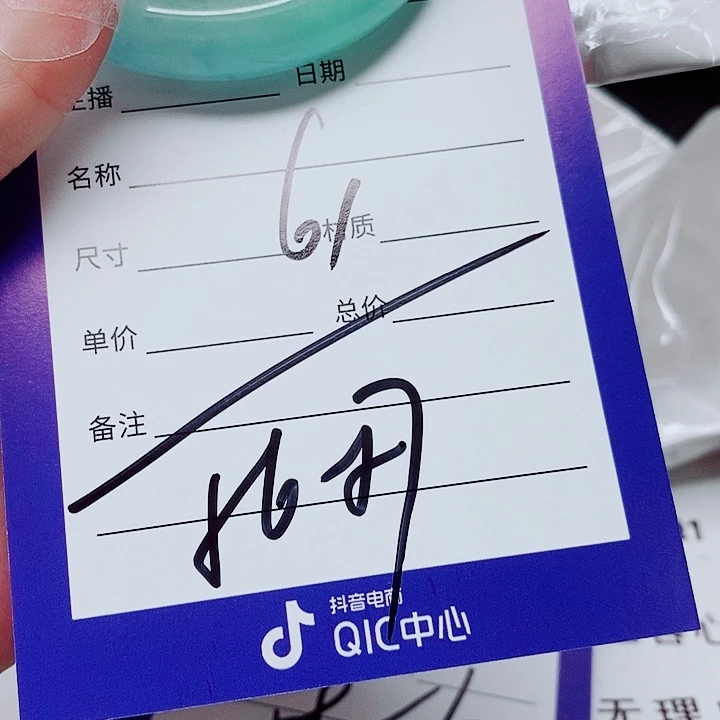 主播 日期
名称
61
尺寸 材质
单价 总价
备注
抖音电商
QIC中心